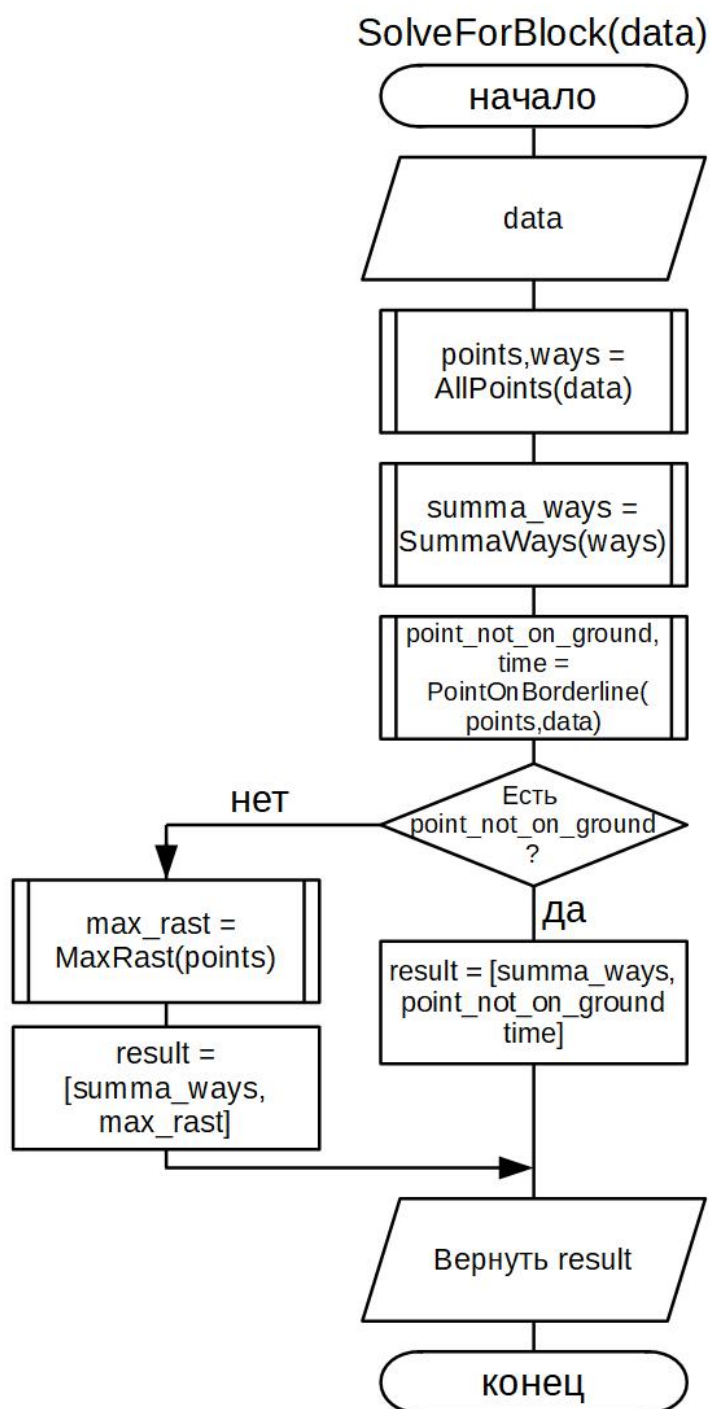 SolveForBlock(data)
начало
data
points,ways =
AllPoints(data)
summa_ways =
SummaWays(ways)
point_not_on_ground,
time =
PointOnBorderline(
points,data)
нет
Есть
point_not_on_ground
?
да
max_rast =
MaxRast(points)
result = [summa_ways,
point_not_on_ground
time]
result =
[summa_ways,
max_rast]
Вернуть result
конец